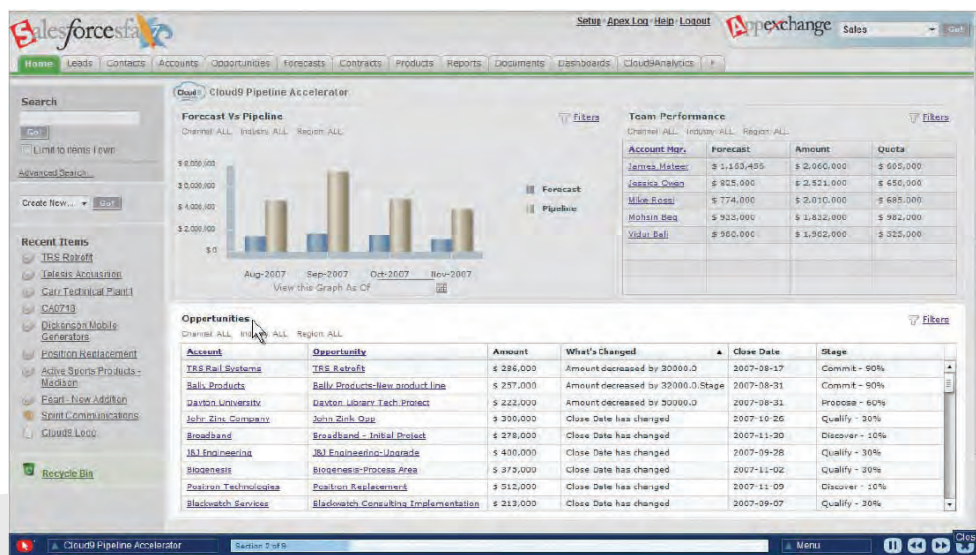 Salesforcesfa
Setup Apex Log Help Logout
Appexchange
Sales
Go!
Home Leads Contacts Accounts Opportunities Forecasts Contracts Products Reports Documents Dashboards Cloud9Analytics
Search
Go!
Limit to items I own
Advanced Search...
Create New... Go!
Recent Items
TRS Retrofit
Telesis Acquisition
Carr Technical Plant1
CA0718
Dickenson Mobile
Generators
Positron Replacement
Active Sports Products -
Madison
Pearl - New Addition
Sprint Communications
Cloud9 Logo
Recycle Bin
Cloud9 Cloud9 Pipeline Accelerator
Forecast Vs Pipeline Filters
Channel ALL Industry ALL Region ALL
$ 8,000,000
$ 6,000,000
$ 4,000,000
$ 2,000,000
$ 0
Forecast
Pipeline
Aug-2007 Sep-2007 Oct-2007 Nov-2007
View this Graph As Of
Team Performance Filters
Channel ALL Industry ALL Region ALL
Account Mgr. Forecast Amount Quota
James Mateer $ 2,060,000 $ 605,000
Jessica Owen $ 825,000 $ 2,521,000 $ 650,000
Mike Rossi $ 774,000 $ 2,010,000 $ 685,000
Mohsin Beg $ 933,000 $ 1,832,000 $ 982,000
Vidur Bali $ 960,000 $ 1,962,000 $ 325,000
Opportunities Filters
Channel ALL Industry ALL Region ALL
Account Opportunity Amount What's Changed Close Date Stage
TRS Rail Systems TRS Retrofit $ 286,000 Amount decreased by 30000.0 2007-08-17 Commit - 90%
Bally Products Bally Products-New product line $ 257,000 Amount decreased by 32000.0.Stage 2007-08-31 Commit - 90%
Dayton University Dayton Library Tech Project $ 222,000 Amount decreased by 50000.0 2007-08-31 Propose - 60%
John Zinc Company John Zink Opp $ 300,000 Close Date has changed 2007-10-26 Qualify - 30%
Broadband Broadband - Initial Project $ 278,000 Close Date has changed 2007-11-30 Discover - 10%
J&J Engineering J&J Engineering-Upgrade $ 400,000 Close Date has changed 2007-09-28 Qualify - 30%
Biogenesis Biogenesis-Process Area $ 375,000 Close Date has changed 2007-11-02 Qualify - 30%
Positron Technologies Positron Replacement $ 512,000 Close Date has changed 2007-11-09 Discover - 10%
Blackwatch Services Blackwatch Consulting Implementation $ 213,000 Close Date has changed 2007-09-07 Qualify - 30%
Cloud9 Pipeline Accelerator Section 2 of 9 Menu Clos